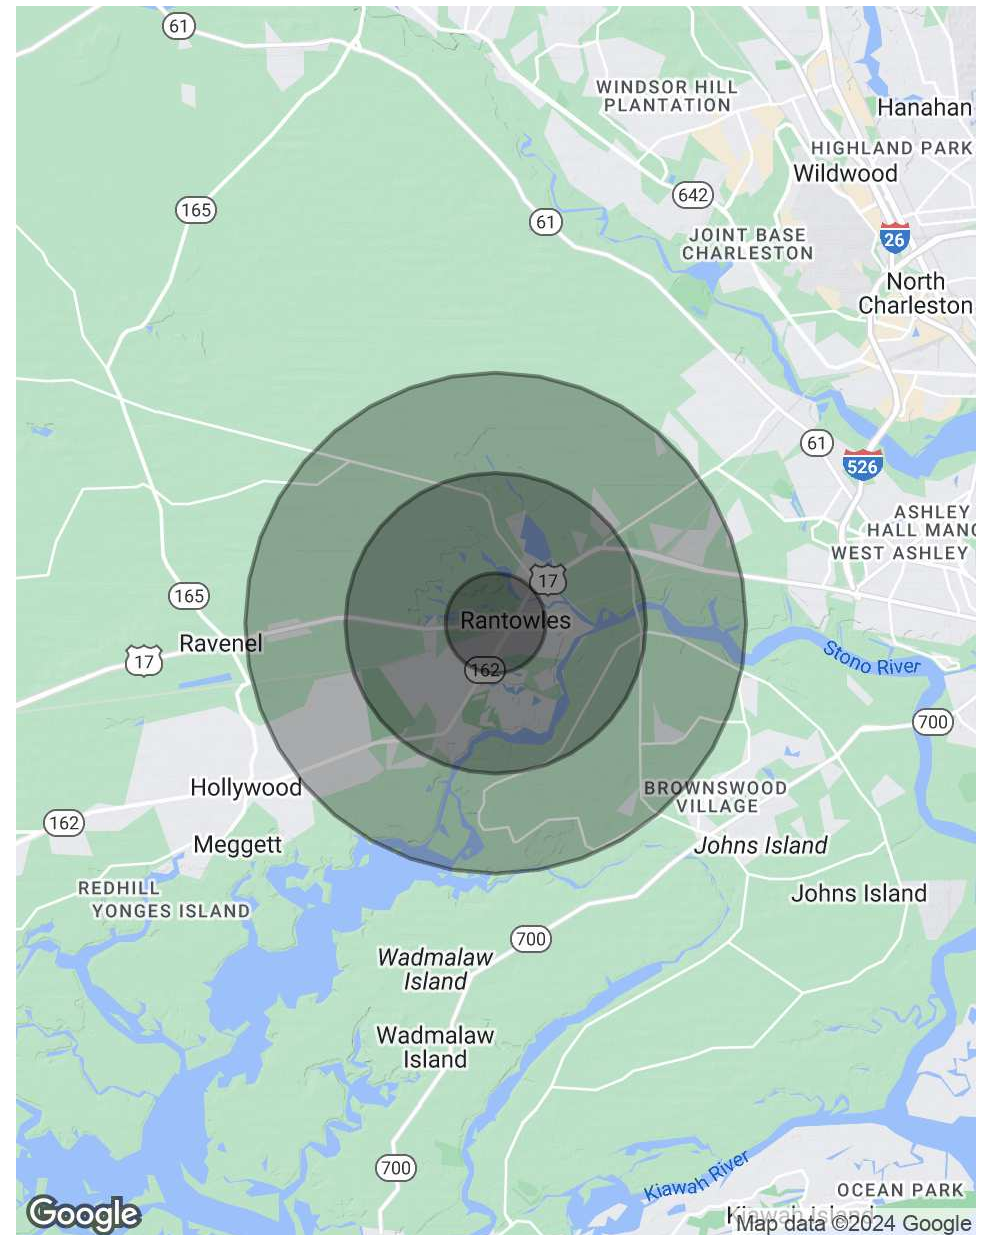 61
WINDSOR HILL
PLANTATION
Hanahan
HIGHLAND PARK
Wildwood
642
165
61
26
JOINT BASE
CHARLESTON
North
Charleston
61
526
ASHLEY
HALL MANO
WEST ASHLEY
17
165
Rantowles
Ravenel
17
162
Stono River
700
Hollywood
BROWNSWOOD
VILLAGE
162
Meggett
Johns Island
REDHILL
YONGES ISLAND
Johns Island
700
Wadmalaw
Island
Wadmalaw
Island
700
Kiawah River
OCEAN PARK
Kiawah Island
Google
Map data ©2024 Google